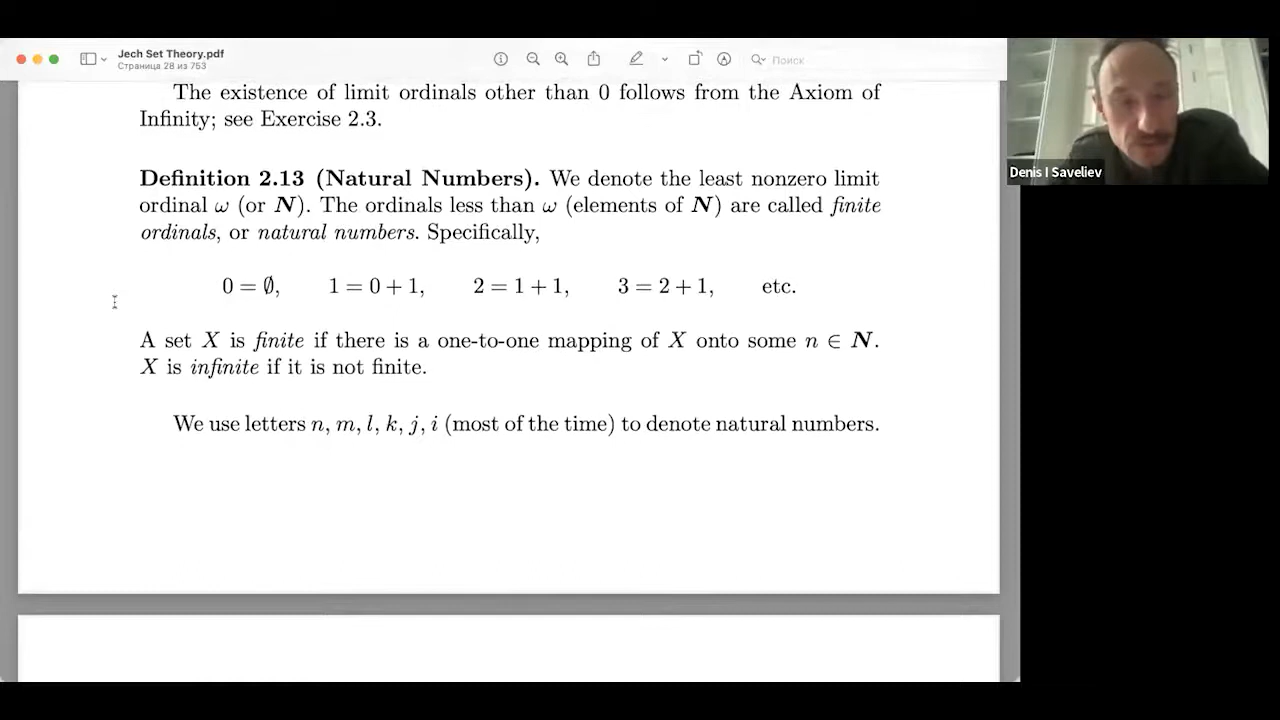 Jech Set Theory.pdf
Страница 28 из 753
Поиск
The existence of limit ordinals other than 0 follows from the Axiom of
Infinity; see Exercise 2.3.
Definition 2.13 (Natural Numbers). We denote the least nonzero limit
ordinal ω (or N). The ordinals less than ω (elements of N) are called finite
ordinals, or natural numbers. Specifically,
0 = ∅, 1 = 0 + 1, 2 = 1 + 1, 3 = 2 + 1, etc.
A set X is finite if there is a one-to-one mapping of X onto some n ∈ N.
X is infinite if it is not finite.
We use letters n, m, l, k, j, i (most of the time) to denote natural numbers.
Denis I Saveliev